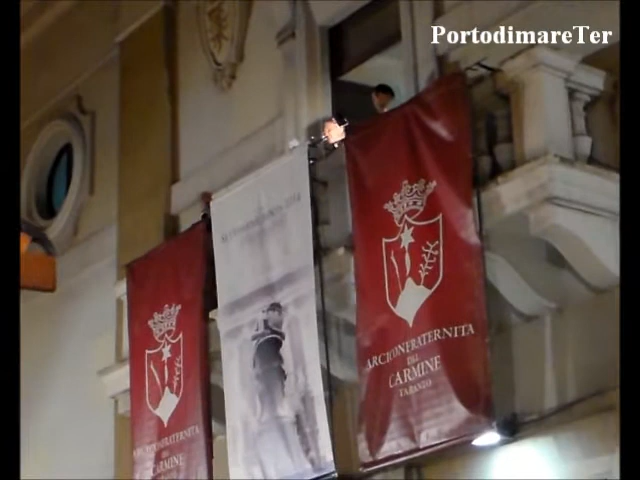 PortodimareTer
ARCICONFRATERNITA
DEL
CARMINE
TARANTO
ARCICONFRATERNITA
DEL
CARMINE